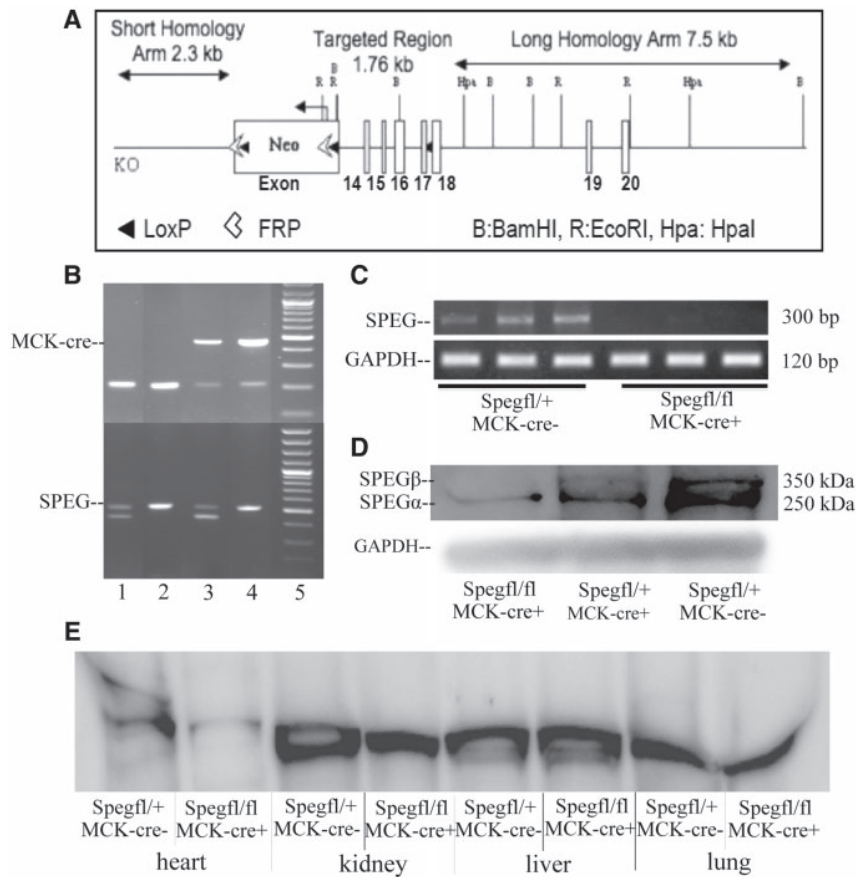 A
Short Homology
Arm 2.3 kb
Targeted Region
1.76 kb
Long Homology Arm 7.5 kb
R
B
R
B
Hpa
B
B
R
R
Hpa
B
Neo
KO
Exon
14 15 16 17 18 19 20
LoxP
FRP
B:BamHI, R:EcoRI, Hpa: HpaI
B
MCK-cre--
SPEG--
1 2 3 4 5
C
SPEG--
300 bp
GAPDH--
120 bp
Spegfl/+
MCK-cre-
Spegfl/fl
MCK-cre+
D
SPEGβ--
350 kDa
SPEGα--
250 kDa
GAPDH--
Spegfl/fl
MCK-cre+
Spegfl/+
MCK-cre+
Spegfl/+
MCK-cre-
E
Spegfl/+
MCK-cre-
Spegfl/fl
MCK-cre+
Spegfl/+
MCK-cre-
Spegfl/fl
MCK-cre+
Spegfl/+
MCK-cre-
Spegfl/fl
MCK-cre+
Spegfl/+
MCK-cre-
Spegfl/fl
MCK-cre+
heart
kidney
liver
lung